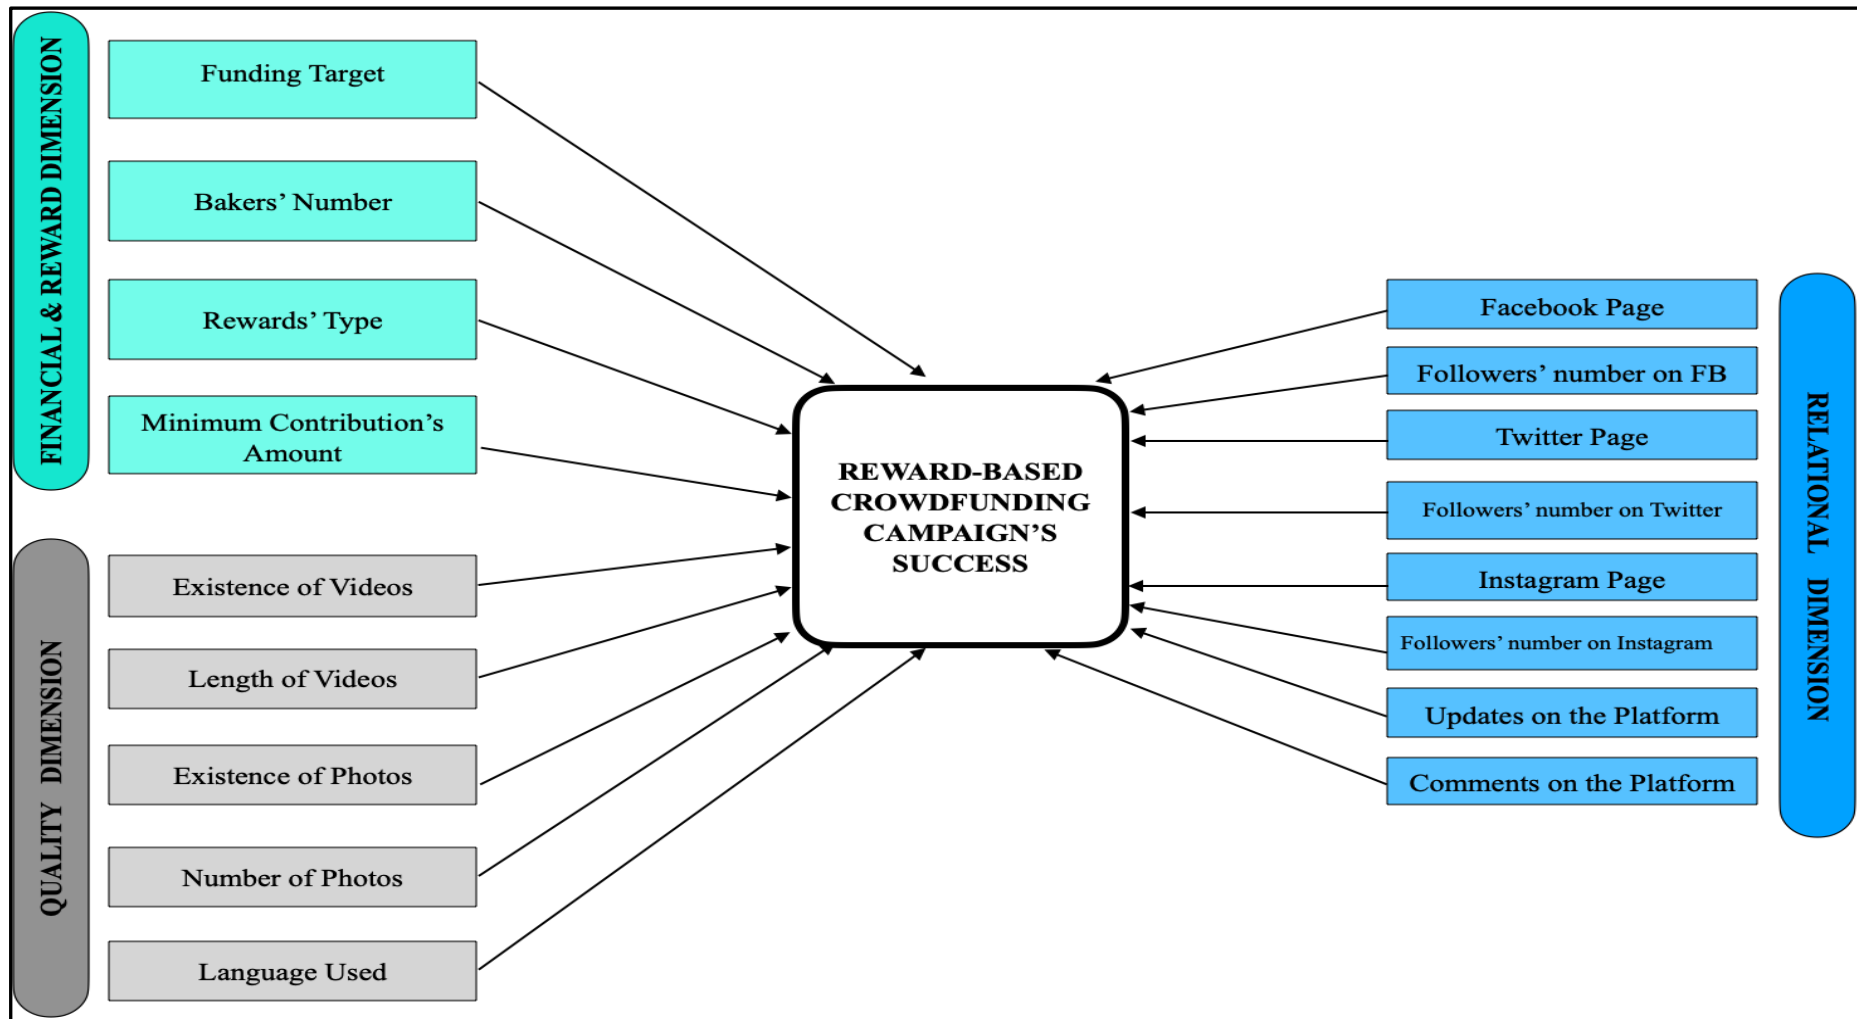 FINANCIAL & REWARD DIMENSION
Funding Target
Bakers' Number
Rewards' Type
Minimum Contribution's
Amount
QUALITY DIMENSION
Existence of Videos
Length of Videos
Existence of Photos
Number of Photos
Language Used
REWARD-BASED
CROWDFUNDING
CAMPAIGN'S
SUCCESS
Facebook Page
Followers' number on FB
Twitter Page
Followers' number on Twitter
Instagram Page
Followers' number on Instagram
Updates on the Platform
Comments on the Platform
RELATIONAL DIMENSION